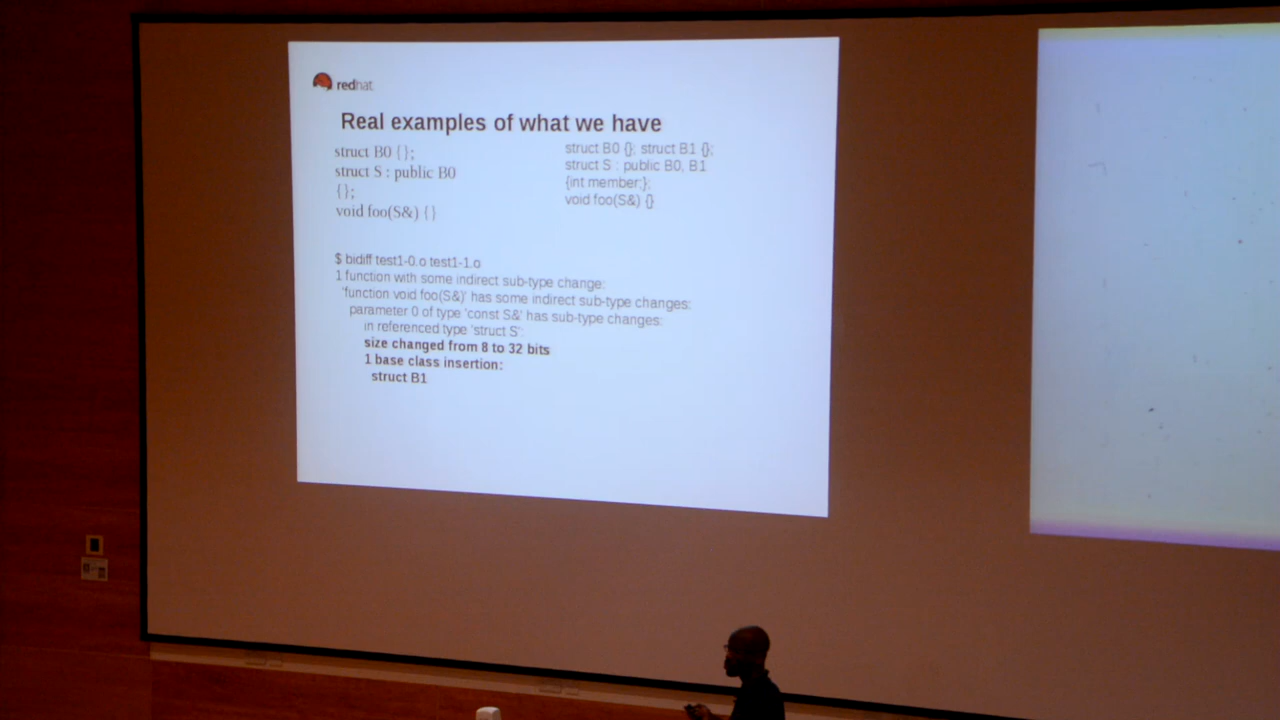 redhat
Real examples of what we have
struct B0 {};
struct S : public B0
{};
void foo(S&) {}
struct B0 {}; struct B1 {};
struct S : public B0, B1
{int member;};
void foo(S&) {}
$ bidiff test1-0.o test1-1.o
1 function with some indirect sub-type change:
'function void foo(S&)' has some indirect sub-type changes:
parameter 0 of type 'const S&' has sub-type changes:
in referenced type 'struct S':
size changed from 8 to 32 bits
1 base class insertion:
struct B1